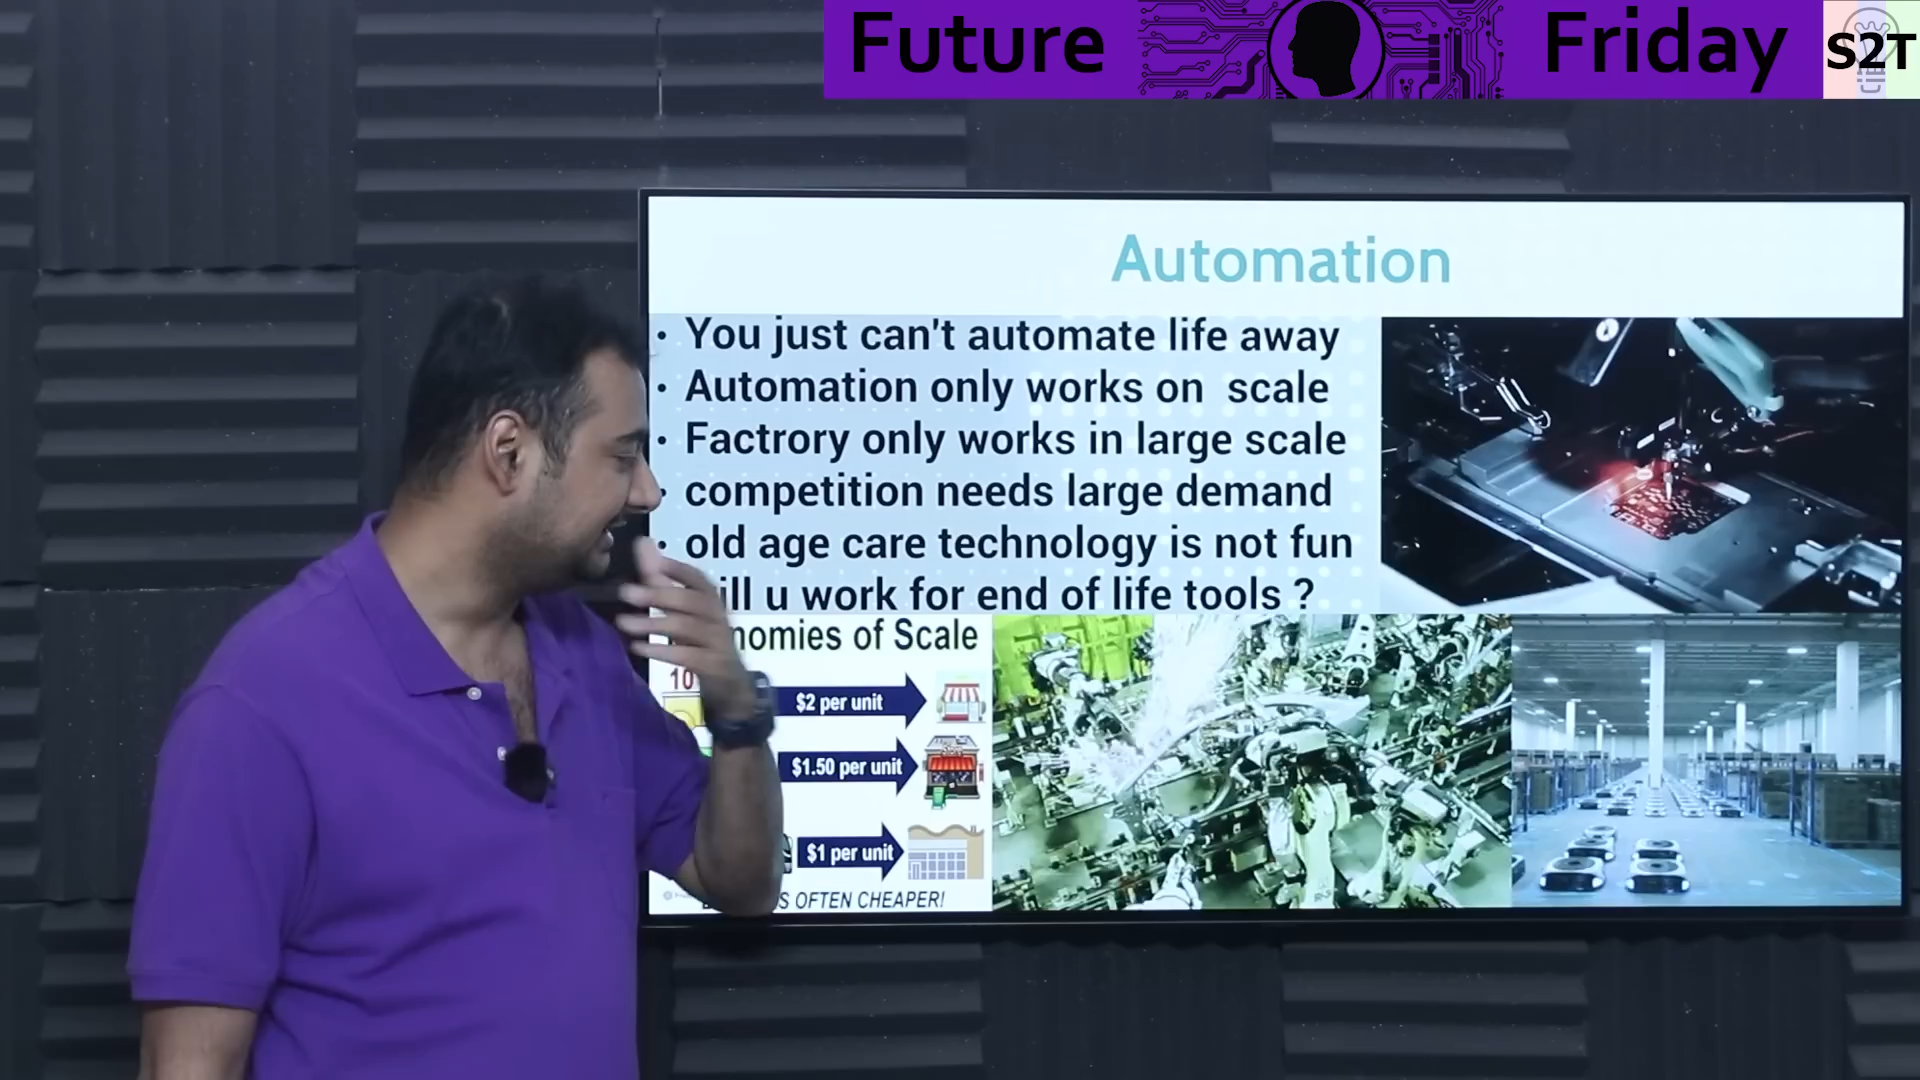 Future Friday
S2T
Automation
• You just can't automate life away
• Automation only works on scale
• Factrory only works in large scale
• competition needs large demand
• old age care technology is not fun
ill u work for end of life tools ?
nomies of Scale
10
$2 per unit
$1.50 per unit
$1 per unit
S OFTEN CHEAPER!